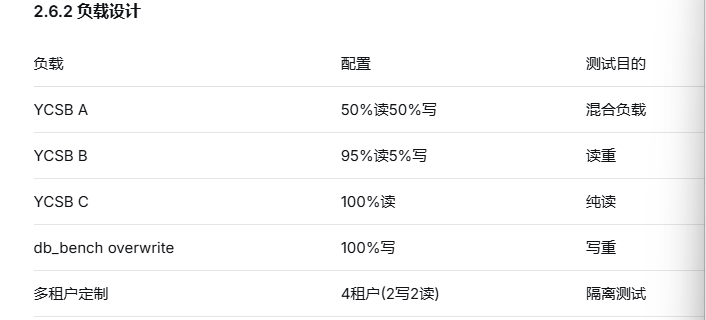 2.6.2 负载设计
负载 配置 测试目的
YCSB A 50%读50%写 混合负载
YCSB B 95%读5%写 读重
YCSB C 100%读 纯读
db_bench overwrite 100%写 写重
多租户定制 4租户(2写2读) 隔离测试